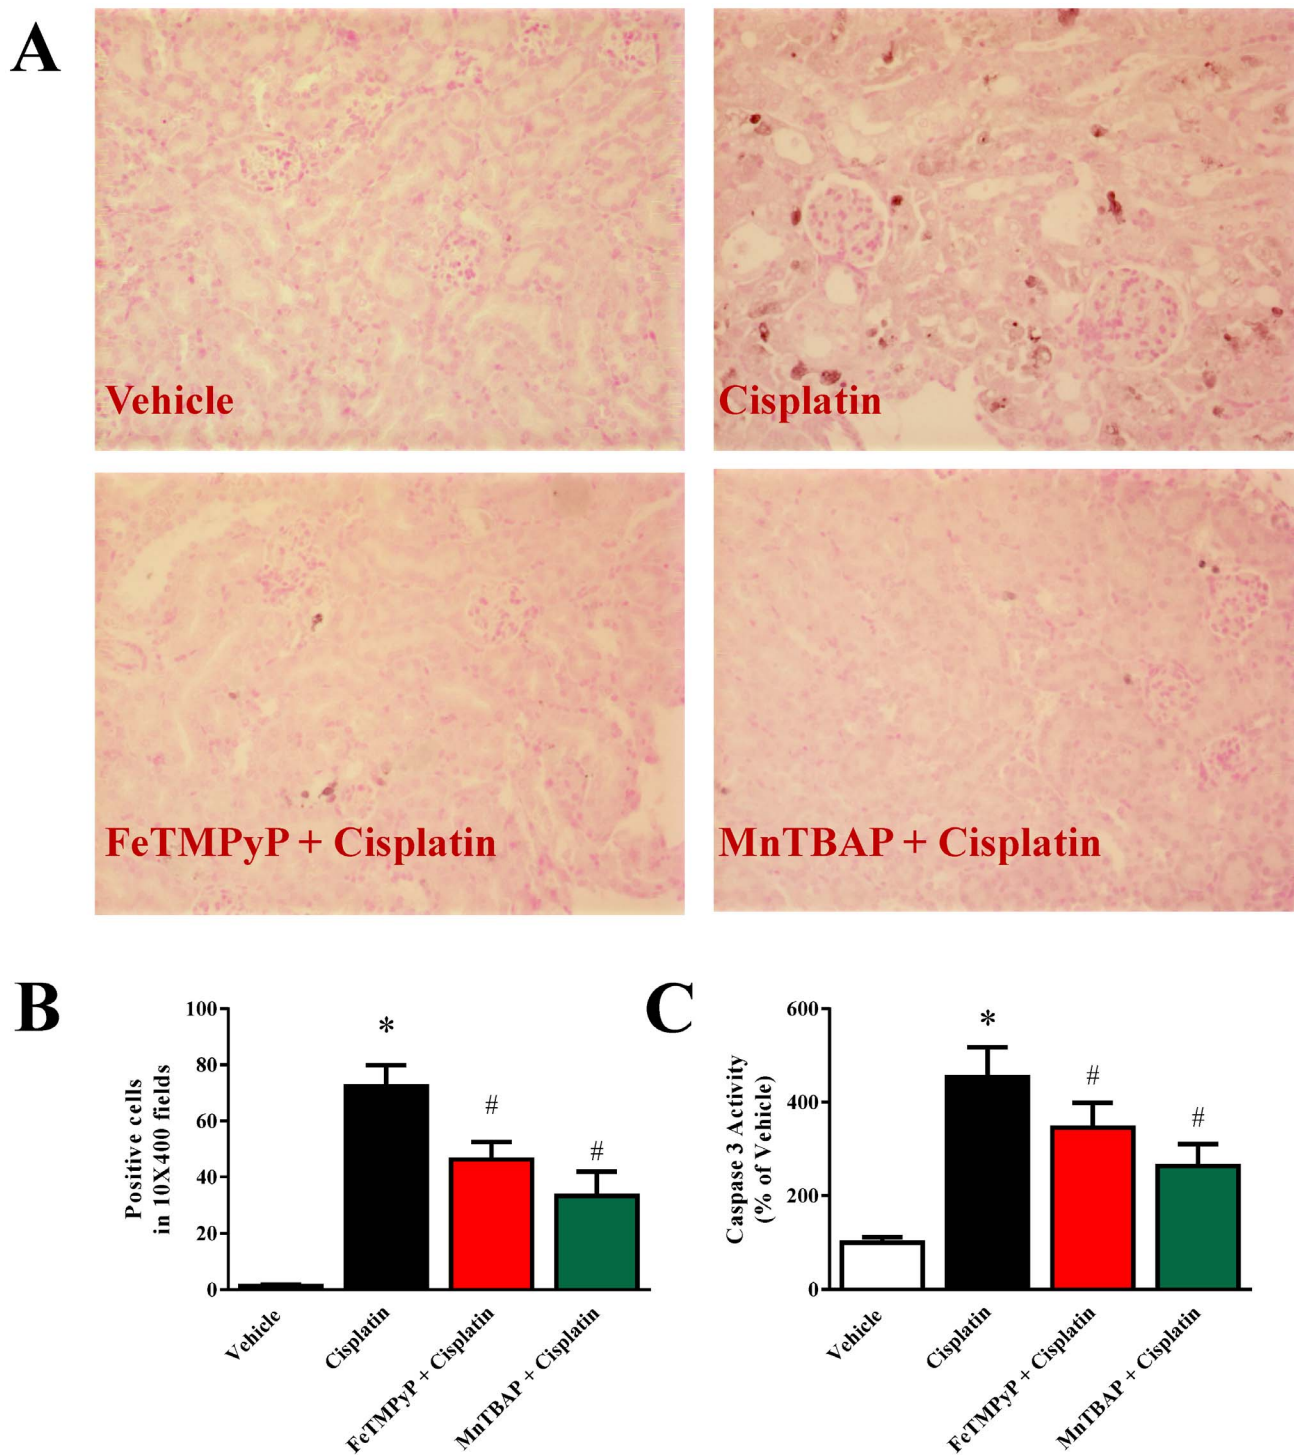 A
Vehicle
Cisplatin
FeTMPyP + Cisplatin
MnTBAP + Cisplatin
B
Positive cells
in 10X400 fields
100
80
60
40
20
0
*
#
#
Vehicle
Cisplatin
FeTMPyP + Cisplatin
MnTBAP + Cisplatin
C
Caspase 3 Activity
(% of Vehicle)
600
400
200
0
*
#
#
Vehicle
Cisplatin
FeTMPyP + Cisplatin
MnTBAP + Cisplatin